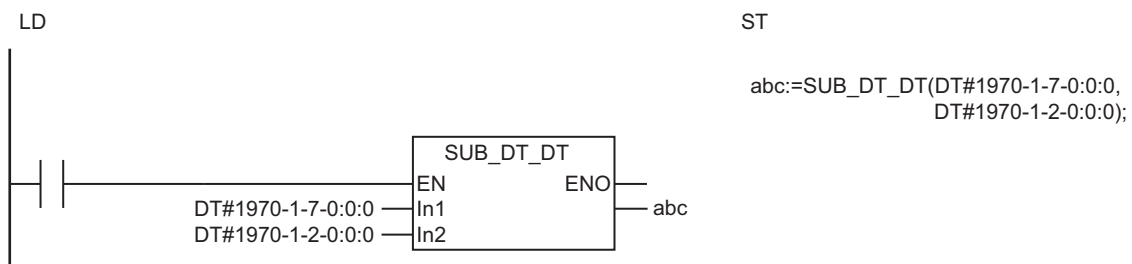 LD
ST
abc:=SUB_DT_DT(DT#1970-1-7-0:0:0,
DT#1970-1-2-0:0:0);
SUB_DT_DT
EN ENO
DT#1970-1-7-0:0:0 In1 abc
DT#1970-1-2-0:0:0 In2